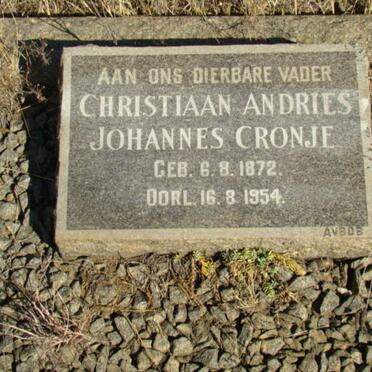 AAN ONS DIERBARE VADER
CHRISTIAAN ANDRIES
JOHANNES CRONJE
GEB. 6.8.1872.
OORL. 16.8 1954.
AVBOB